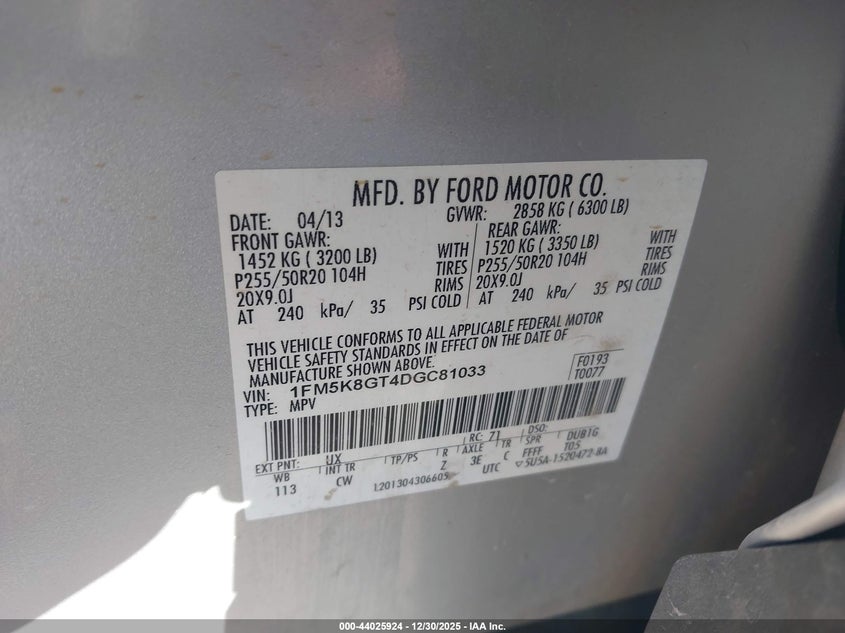 MFD. BY FORD MOTOR CO.
DATE: 04/13 GVWR: 2858 KG ( 6300 LB)
FRONT GAWR: REAR GAWR:
1452 KG ( 3200 LB) WITH 1520 KG ( 3350 LB) WITH
P255/50R20 104H TIRES P255/50R20 104H TIRES
20X9.0J RIMS 20X9.0J RIMS
AT 240 kPa/ 35 PSI COLD AT 240 kPa/ 35 PSI COLD
THIS VEHICLE CONFORMS TO ALL APPLICABLE FEDERAL MOTOR
VEHICLE SAFETY STANDARDS IN EFFECT ON THE DATE OF
MANUFACTURE SHOWN ABOVE.
VIN: 1FM5K8GT4DGC81033 F0193
TYPE: MPV T0077
RC: 71 DSO:
EXT PNT: UX TP/PS R AXLE TR SPR DUB1G
WB INT TR Z 3E C FFFF T05
113 CW L201304306605 UTC 5U5A-1520472-BA
000-44025924 - 12/30/2025 - IAA Inc.